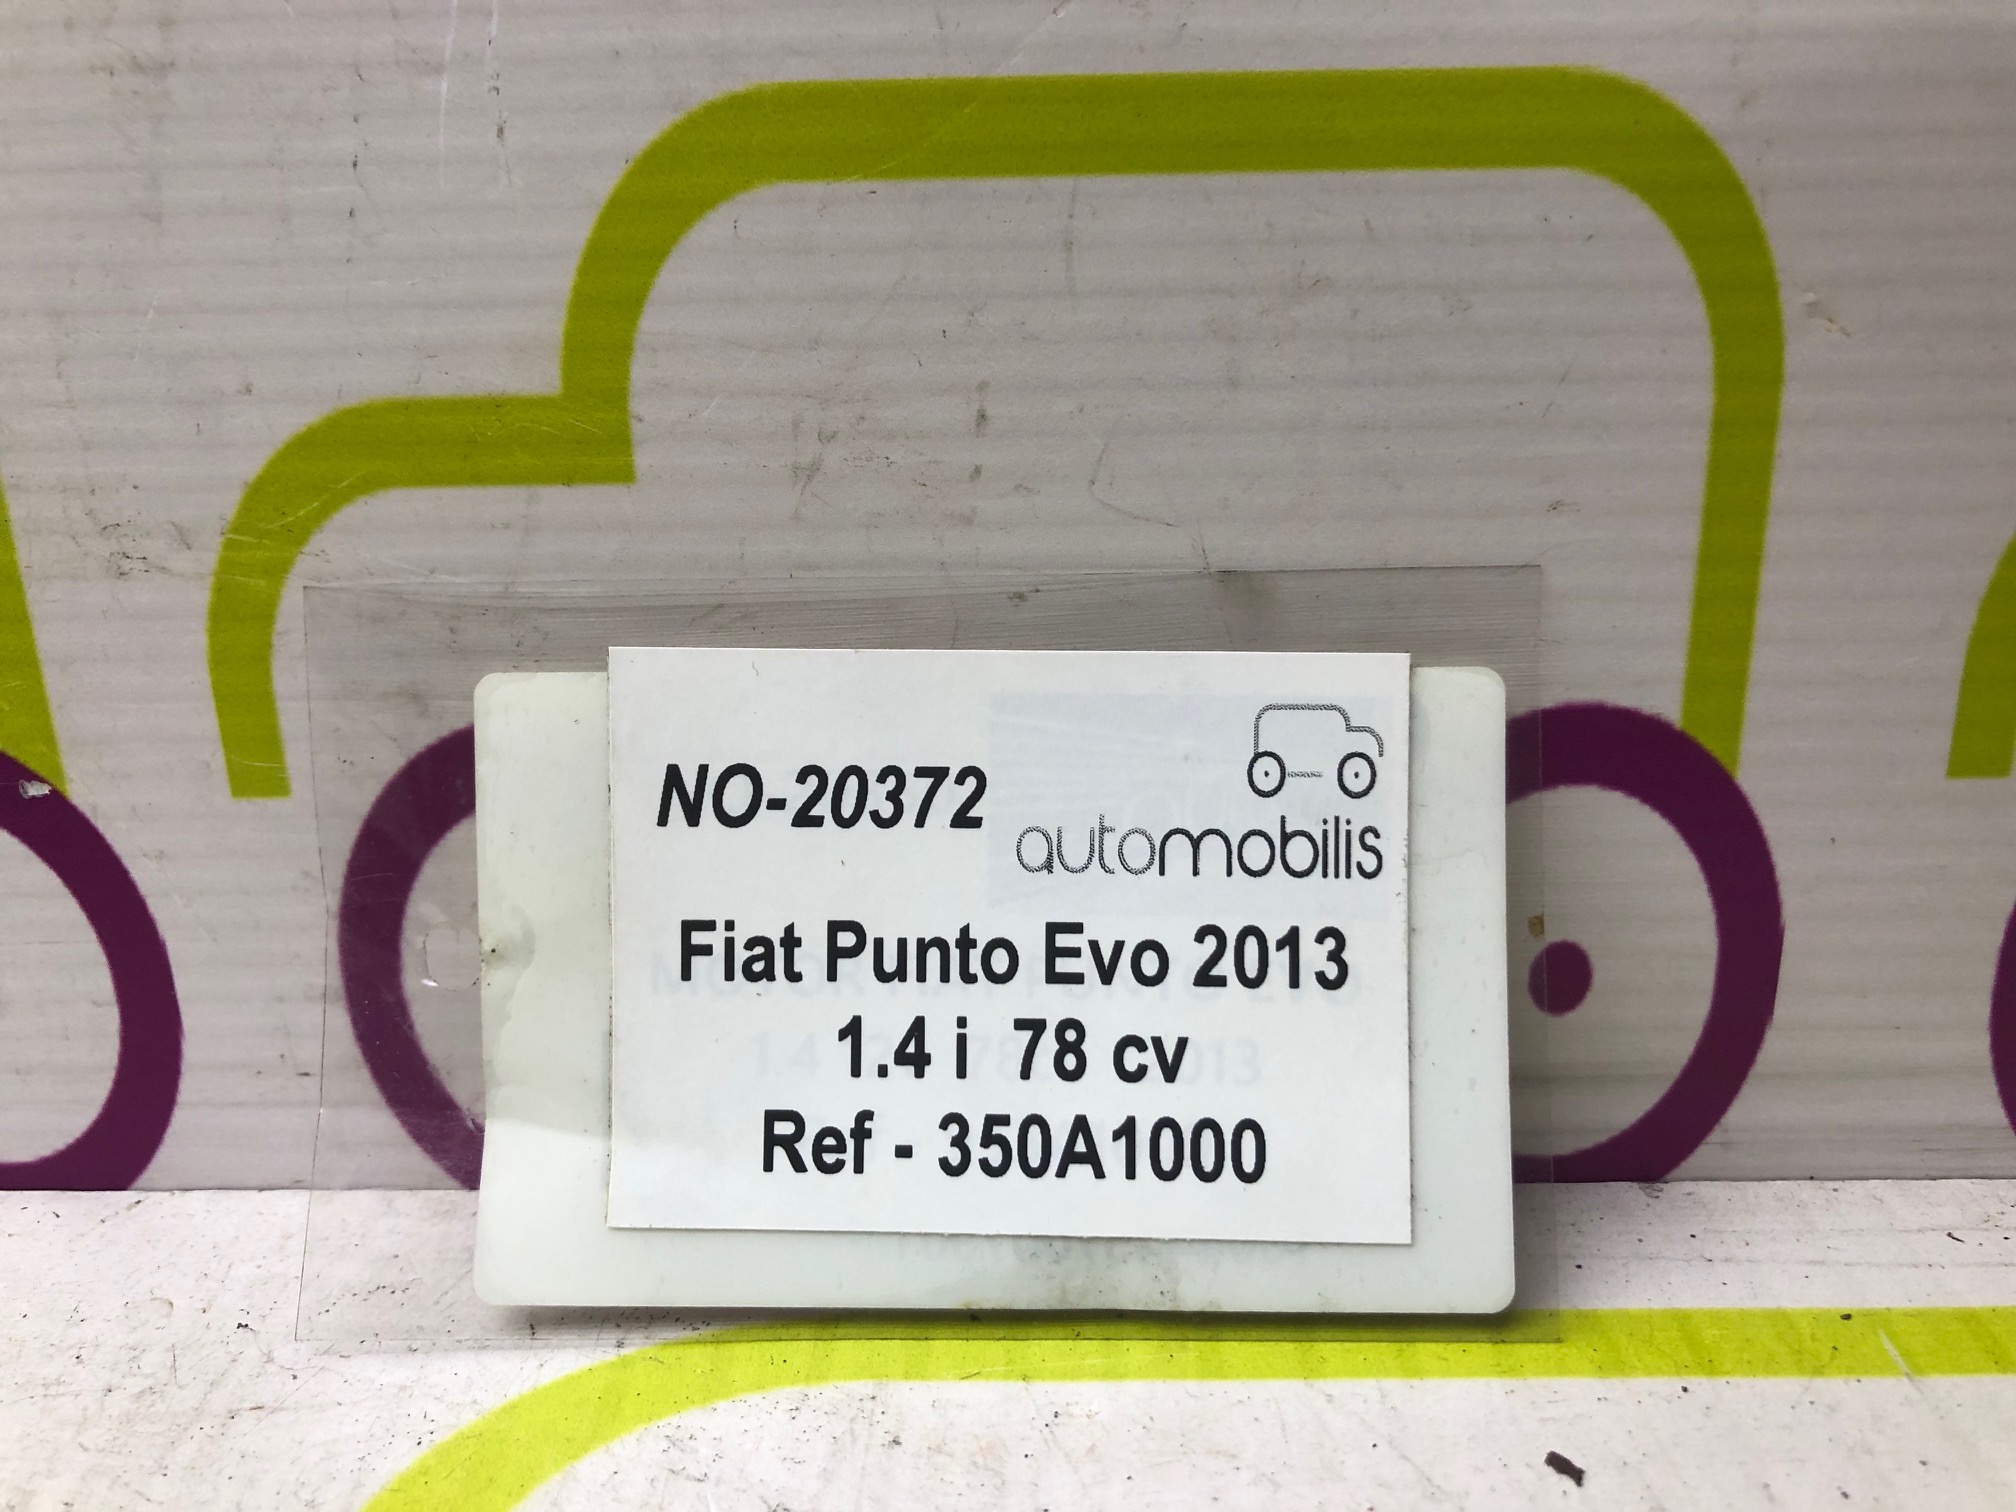 NO-20372
automobilis
Fiat Punto Evo 2013
1.4 i 78 cv
Ref - 350A1000